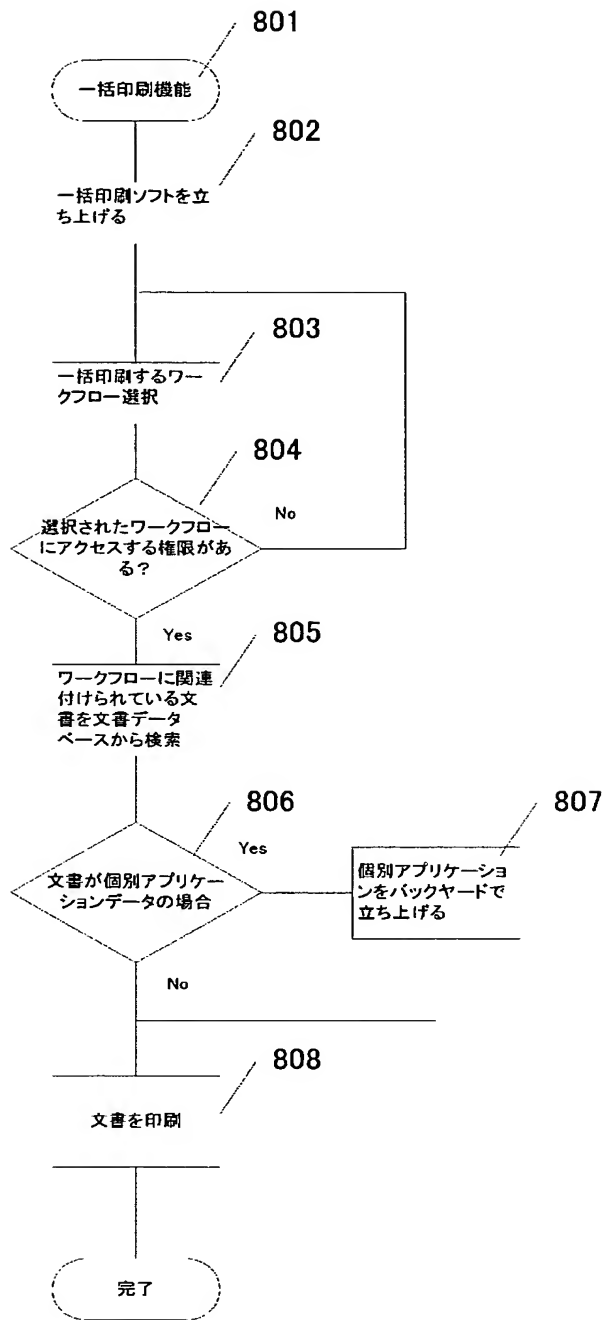 801
一括印刷機能
802
一括印刷ソフトを立
ち上げる
803
一括印刷するワー
クフロー選択
804
選択されたワークフロー
にアクセスする権限があ
る?
No
Yes
805
ワークフローに関連
付けられている文
書を文書データ
ベースから検索
806
Yes
807
文書が個別アプリケー
ションデータの場合
個別アプリケーショ
ンをバックヤードで
立ち上げる
No
808
文書を印刷
完了